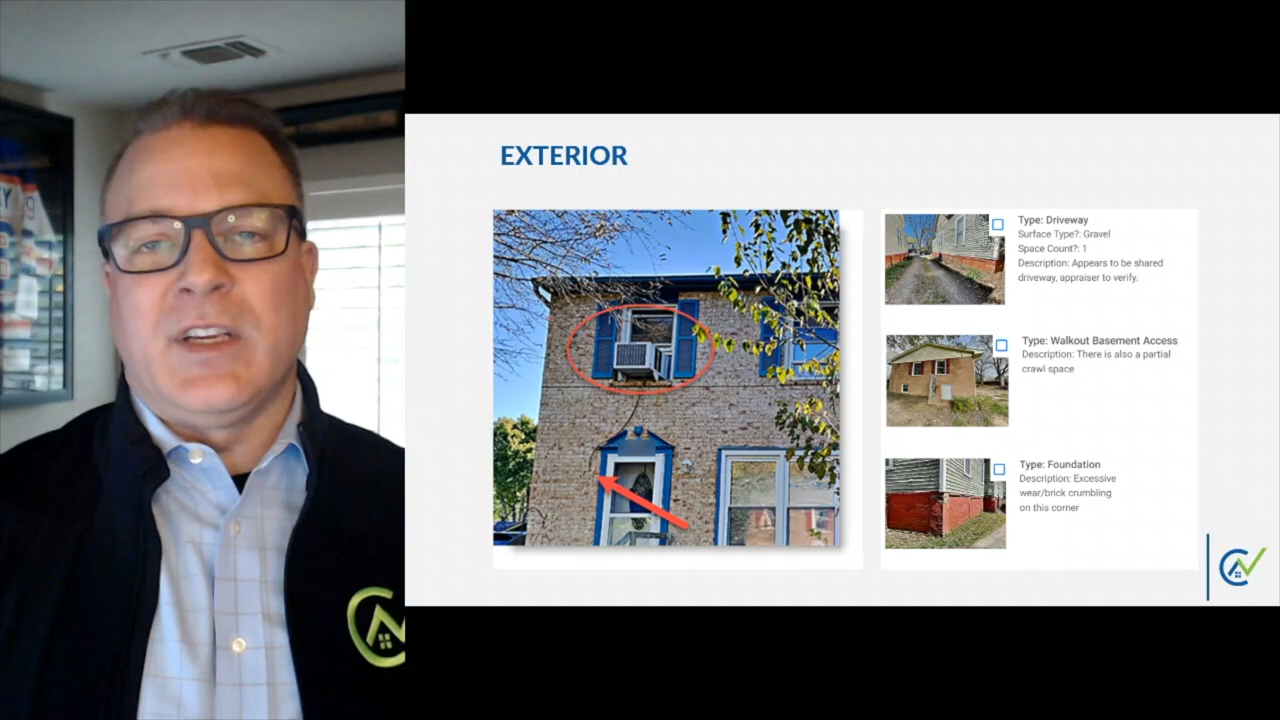 EXTERIOR
Type: Driveway
Surface Type?: Gravel
Space Count?: 1
Description: Appears to be shared
driveway, appraiser to verify.
Type: Walkout Basement Access
Description: There is also a partial
crawl space
Type: Foundation
Description: Excessive
wear/brick crumbling
on this corner